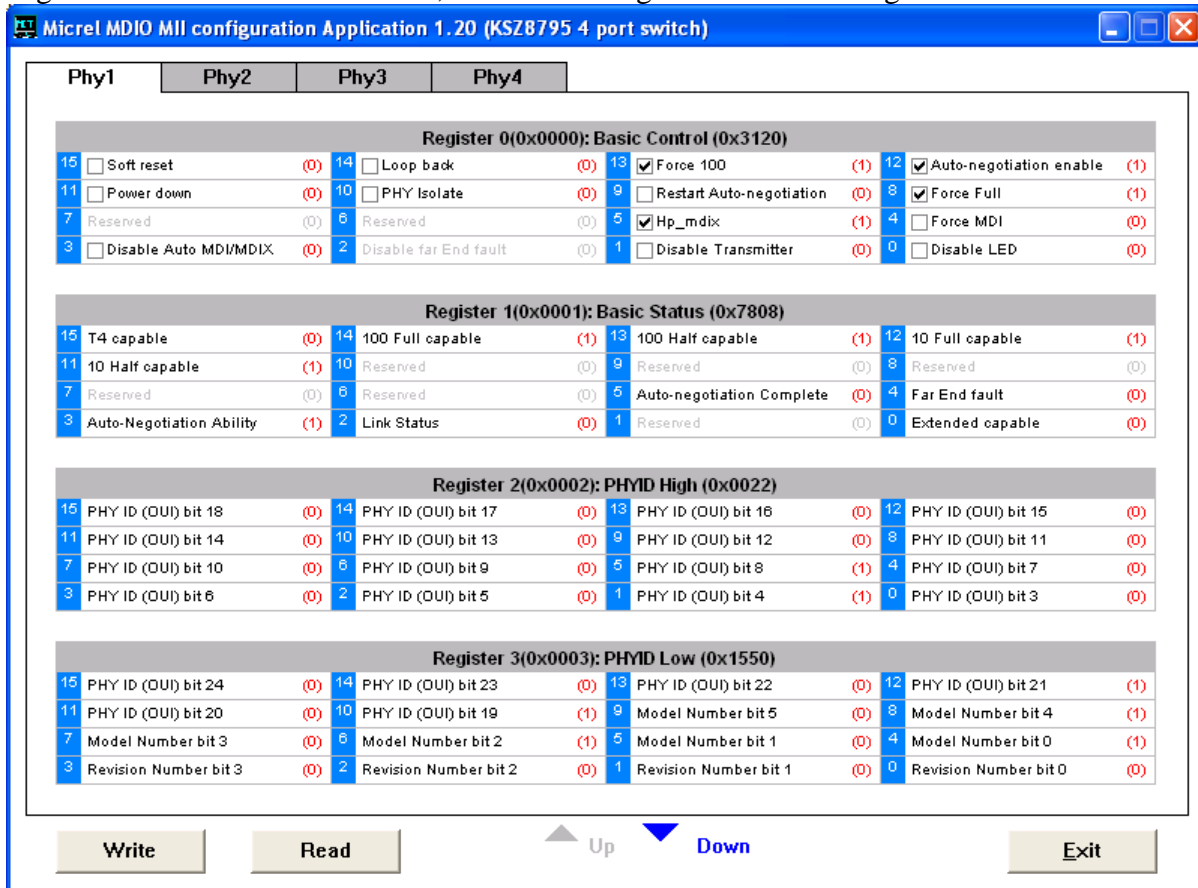 Micrel MDIO MII configuration Application 1.20 (KSZ8795 4 port switch)
Phy1 Phy2 Phy3 Phy4
Register 0(0x0000): Basic Control (0x3120)
15 Soft reset (0) 14 Loop back (0) 13 Force 100 (1) 12 Auto-negotiation enable (1)
11 Power down (0) 10 PHY Isolate (0) 9 Restart Auto-negotiation (0) 8 Force Full (1)
7 Reserved (0) 6 Reserved (0) 5 Hp_mdix (1) 4 Force MDI (0)
3 Disable Auto MDI/MDIX (0) 2 Disable far End fault (0) 1 Disable Transmitter (0) 0 Disable LED (0)
Register 1(0x0001): Basic Status (0x7808)
15 T4 capable (0) 14 100 Full capable (1) 13 100 Half capable (1) 12 10 Full capable (1)
11 10 Half capable (1) 10 Reserved (0) 9 Reserved (0) 8 Reserved (0)
7 Reserved (0) 6 Reserved (0) 5 Auto-negotiation Complete (0) 4 Far End fault (0)
3 Auto-Negotiation Ability (1) 2 Link Status (0) 1 Reserved (0) 0 Extended capable (0)
Register 2(0x0002): PHYID High (0x0022)
15 PHY ID (OUI) bit 18 (0) 14 PHY ID (OUI) bit 17 (0) 13 PHY ID (OUI) bit 16 (0) 12 PHY ID (OUI) bit 15 (0)
11 PHY ID (OUI) bit 14 (0) 10 PHY ID (OUI) bit 13 (0) 9 PHY ID (OUI) bit 12 (0) 8 PHY ID (OUI) bit 11 (0)
7 PHY ID (OUI) bit 10 (0) 6 PHY ID (OUI) bit 9 (0) 5 PHY ID (OUI) bit 8 (1) 4 PHY ID (OUI) bit 7 (0)
3 PHY ID (OUI) bit 6 (0) 2 PHY ID (OUI) bit 5 (0) 1 PHY ID (OUI) bit 4 (1) 0 PHY ID (OUI) bit 3 (0)
Register 3(0x0003): PHYID Low (0x1550)
15 PHY ID (OUI) bit 24 (0) 14 PHY ID (OUI) bit 23 (0) 13 PHY ID (OUI) bit 22 (0) 12 PHY ID (OUI) bit 21 (1)
11 PHY ID (OUI) bit 20 (0) 10 PHY ID (OUI) bit 19 (1) 9 Model Number bit 5 (0) 8 Model Number bit 4 (1)
7 Model Number bit 3 (0) 6 Model Number bit 2 (1) 5 Model Number bit 1 (0) 4 Model Number bit 0 (1)
3 Revision Number bit 3 (0) 2 Revision Number bit 2 (0) 1 Revision Number bit 1 (0) 0 Revision Number bit 0 (0)
Write Read Up Down Exit